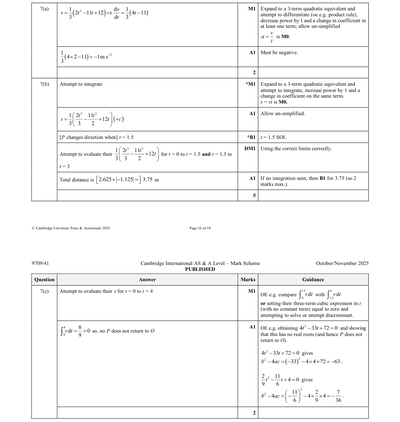 7(a) v = 1/3(2t² − 11t + 12) ⇒ dv/dt = 1/3(4t − 11) M1 Expand to a 3-term quadratic equivalent and
attempt to differentiate (oe e.g. product rule),
decrease power by 1 and a change in coefficient in
at least one term; allow un-simplified
a = v/t is M0.
1/3(4 × 2 − 11) = −1 m s⁻² A1 Must be negative.
2
7(b) Attempt to integrate *M1 Expand to a 3-term quadratic equivalent and
attempt to integrate, increase power by 1 and a
change in coefficient on the same term.
s = vt is M0.
s = 1/3(2t³/3 − 11t²/2 + 12t)(+c) A1 Allow un-simplified.
[P changes direction when] t = 1.5 *B1 t = 1.5 SOI.
Attempt to evaluate their 1/3(2t³/3 − 11t²/2 + 12t) for t = 0 to t = 1.5 and t = 1.5 to
t = 3 DM1 Using the correct limits correctly.
Total distance is [2.625 + |−1.125| =] 3.75 m A1 If no integration seen, then B1 for 3.75 (so 2
marks max.).
5
© Cambridge University Press & Assessment 2025 Page 16 of 18
9709/41 Cambridge International AS & A Level – Mark Scheme October/November 2025
PUBLISHED
Question Answer Marks Guidance
7(c) Attempt to evaluate their s for t = 0 to t = 4 M1
or setting their three-term cubic expression in t
(with no constant term) equal to zero and
attempting to solve or attempt discriminant.
∫₀⁴ v dt = 8/9 > 0 so, no P does not return to O A1 OE e.g. obtaining 4t² − 33t + 72 = 0 and showing
that this has no real roots (and hence P does not
return to O).
4t² − 33t + 72 = 0 gives
b² − 4ac = (−33)² − 4 × 4 × 72 = −63.
2/9 t² − 11/6 t + 4 = 0 gives
b² − 4ac = (−11/6)² − 4 × 2/9 × 4 = −7/36.
2